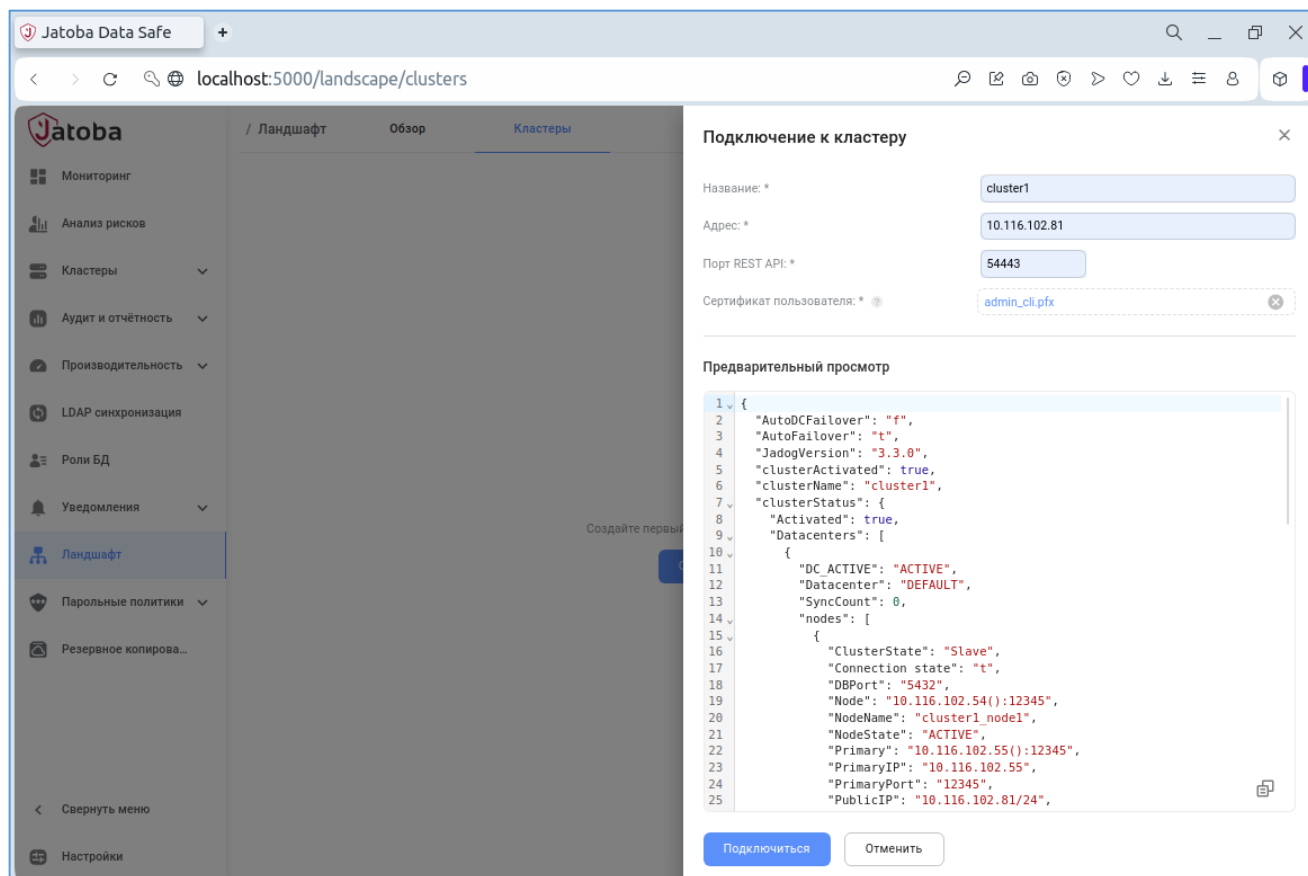 Jatoba Data Safe
localhost:5000/landscape/clusters
Jatoba
Мониторинг
Анализ рисков
Кластеры
Аудит и отчётность
Производительность
LDAP синхронизация
Роли БД
Уведомления
Ландшафт
Парольные политики
Резервное копирова...
Свернуть меню
Настройки
/ Ландшафт Обзор Кластеры
Создайте первый
Подключение к кластеру
Название: * cluster1
Адрес: * 10.116.102.81
Порт REST API: * 54443
Сертификат пользователя: * ? admin_cli.pfx
Предварительный просмотр
1 {
2 "AutoDCFailover": "f",
3 "AutoFailover": "t",
4 "JadogVersion": "3.3.0",
5 "clusterActivated": true,
6 "clusterName": "cluster1",
7 "clusterStatus": {
8 "Activated": true,
9 "Datacenters": [
10 {
11 "DC_ACTIVE": "ACTIVE",
12 "Datacenter": "DEFAULT",
13 "SyncCount": 0,
14 "nodes": [
15 {
16 "ClusterState": "Slave",
17 "Connection state": "t",
18 "DBPort": "5432",
19 "Node": "10.116.102.54():12345",
20 "NodeName": "cluster1_node1",
21 "NodeState": "ACTIVE",
22 "Primary": "10.116.102.55():12345",
23 "PrimaryIP": "10.116.102.55",
24 "PrimaryPort": "12345",
25 "PublicIP": "10.116.102.81/24",
Подключиться Отменить